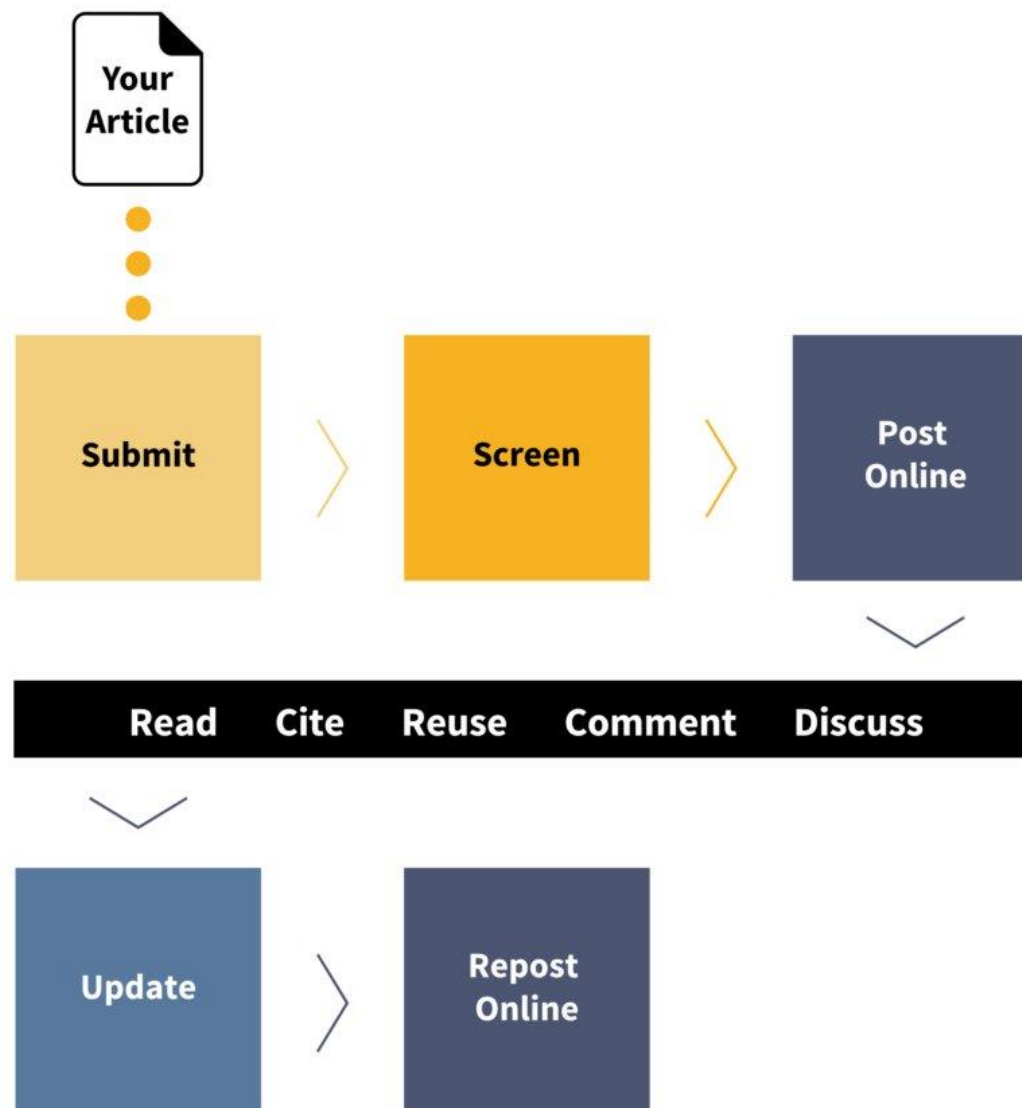 Your
Article
Submit
Screen
Post
Online
Read Cite Reuse Comment Discuss
Update
Repost
Online